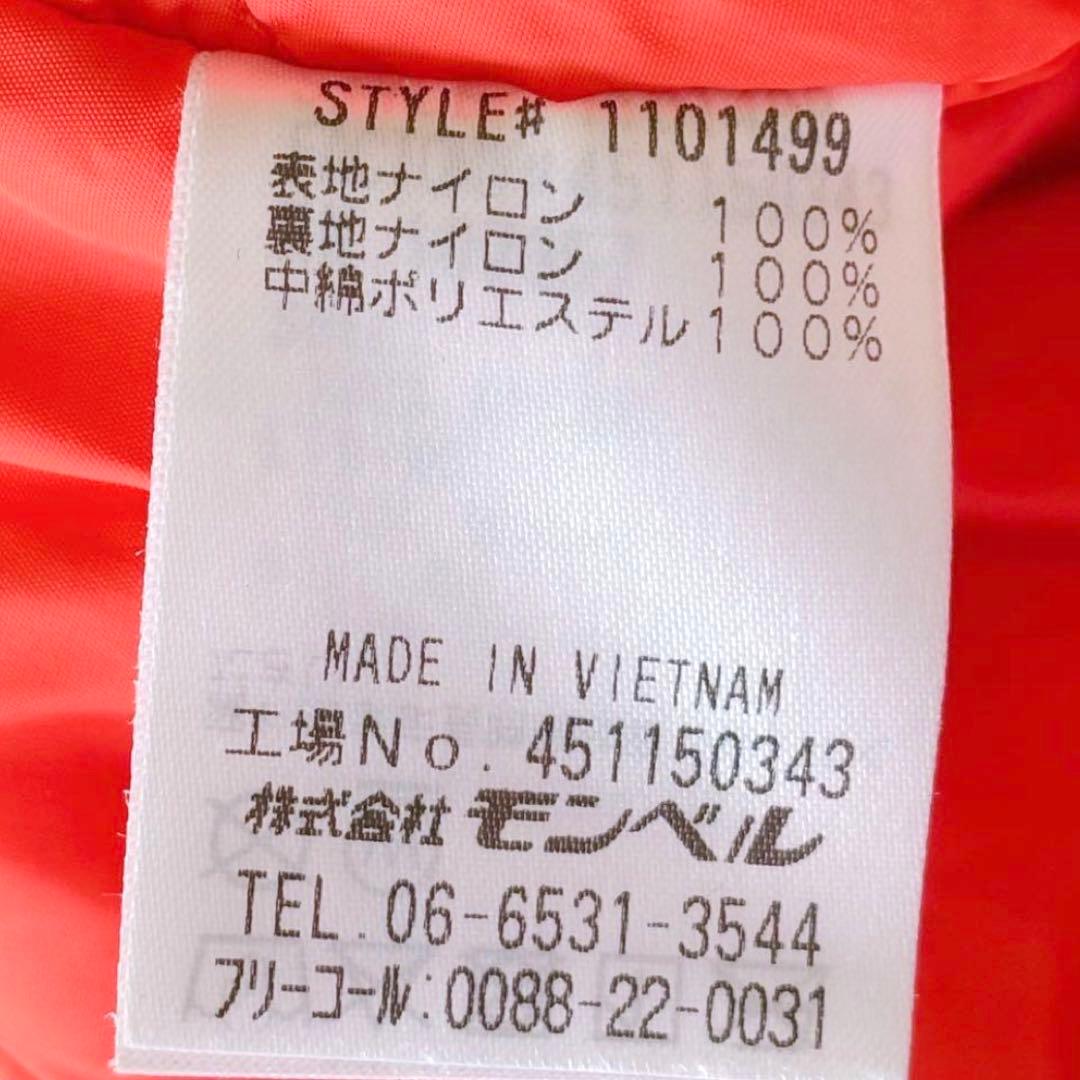 STYLE# 1101499
表地ナイロン 100%
裏地ナイロン 100%
中綿ポリエステル 100%
MADE IN VIETNAM
工場No. 451150343
株式会社 モンベル
TEL.06-6531-3544
フリーコール:0088-22-0031